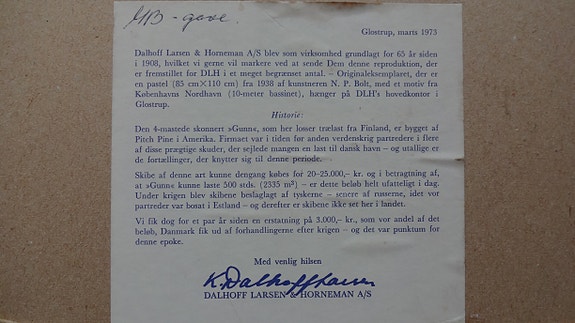 MB - gave.
Glostrup, marts 1973
Dalhoff Larsen & Horneman A/S blev som virksomhed grundlagt for 65 år siden
i 1908, hvilket vi gerne vil markere ved at sende Dem denne reproduktion, der
er fremstillet for DLH i et meget begrænset antal. – Originaleksemplaret, der er
en pastel (85 cm×110 cm) fra 1938 af kunstneren N. P. Bolt, med et motiv fra
Københavns Nordhavn (10-meter bassinet), hænger på DLH's hovedkontor i
Glostrup.
Historie:
Den 4-mastede skonnert »Gunn«, som her losser trælast fra Finland, er bygget af
Pitch Pine i Amerika. Firmaet var i tiden før anden verdenskrig partredere i flere
af disse prægtige skuder, der sejlede mangen en last til dansk havn – og utallige er
de fortællinger, der knytter sig til denne periode.
Skibe af denne art kunne dengang købes for 20–25.000,– kr. og i betragtning af,
at »Gunn« kunne laste 500 stds. (2335 m³) – er dette beløb helt ufatteligt i dag.
Under krigen blev skibene beslaglagt af tyskerne – senere af russerne, idet vor
partreder var bosat i Estland – og derefter er skibene ikke set her i landet.
Vi fik dog for et par år siden en erstatning på 3.000,– kr., som vor andel af det
beløb, Danmark fik ud af forhandlingerne efter krigen – og det var punktum for
denne epoke.
Med venlig hilsen
K. Dalhoff Larsen
DALHOFF LARSEN & HORNEMAN A/S